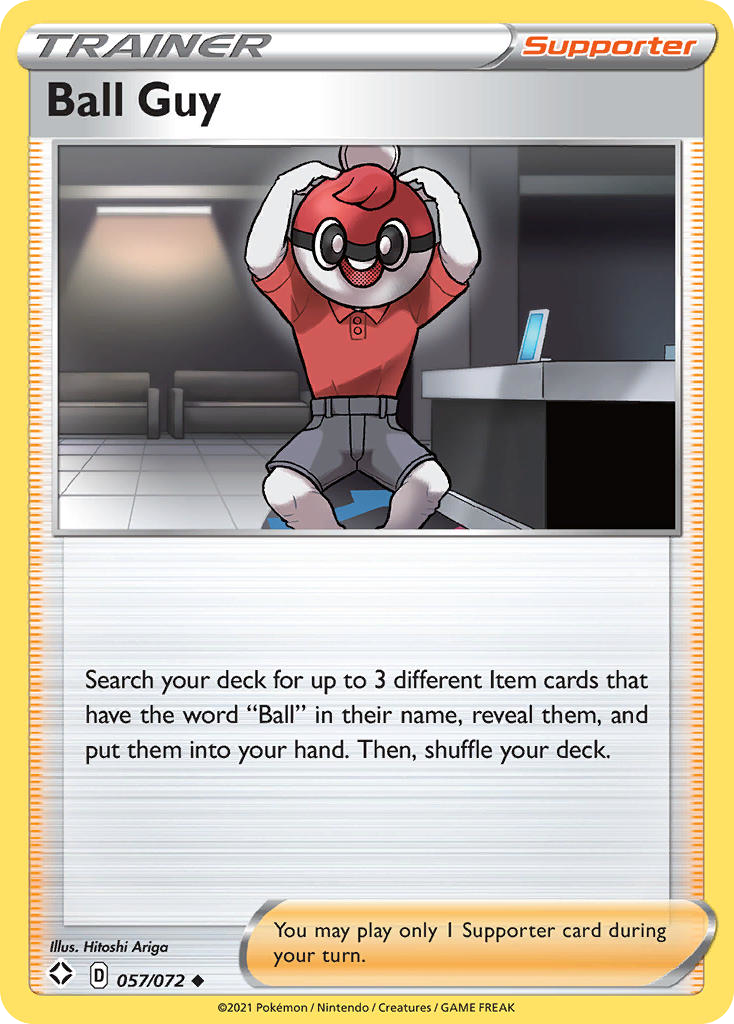 TRAINER
Supporter
Ball Guy
Search your deck for up to 3 different Item cards that
have the word “Ball” in their name, reveal them, and
put them into your hand. Then, shuffle your deck.
You may play only 1 Supporter card during
your turn.
Illus. Hitoshi Ariga
D 057/072
©2021 Pokémon / Nintendo / Creatures / GAME FREAK